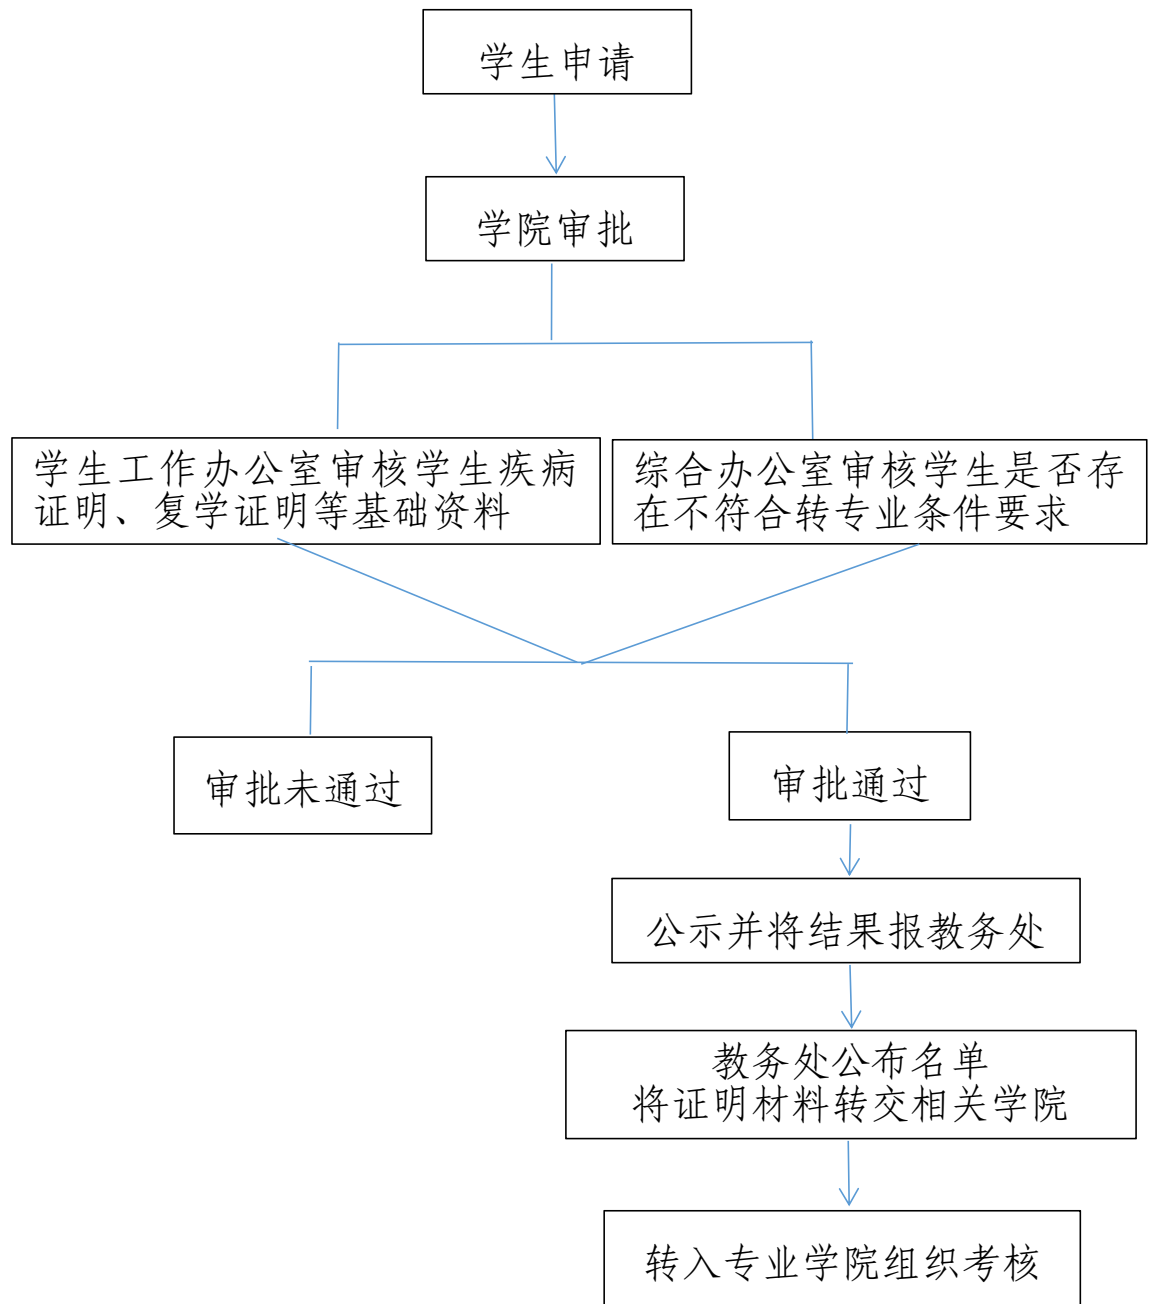 学生申请
学院审批
学生工作办公室审核学生疾病
证明、复学证明等基础资料
综合办公室审核学生是否存
在不符合转专业条件要求
审批未通过
审批通过
公示并将结果报教务处
教务处公布名单
将证明材料转交相关学院
转入专业学院组织考核